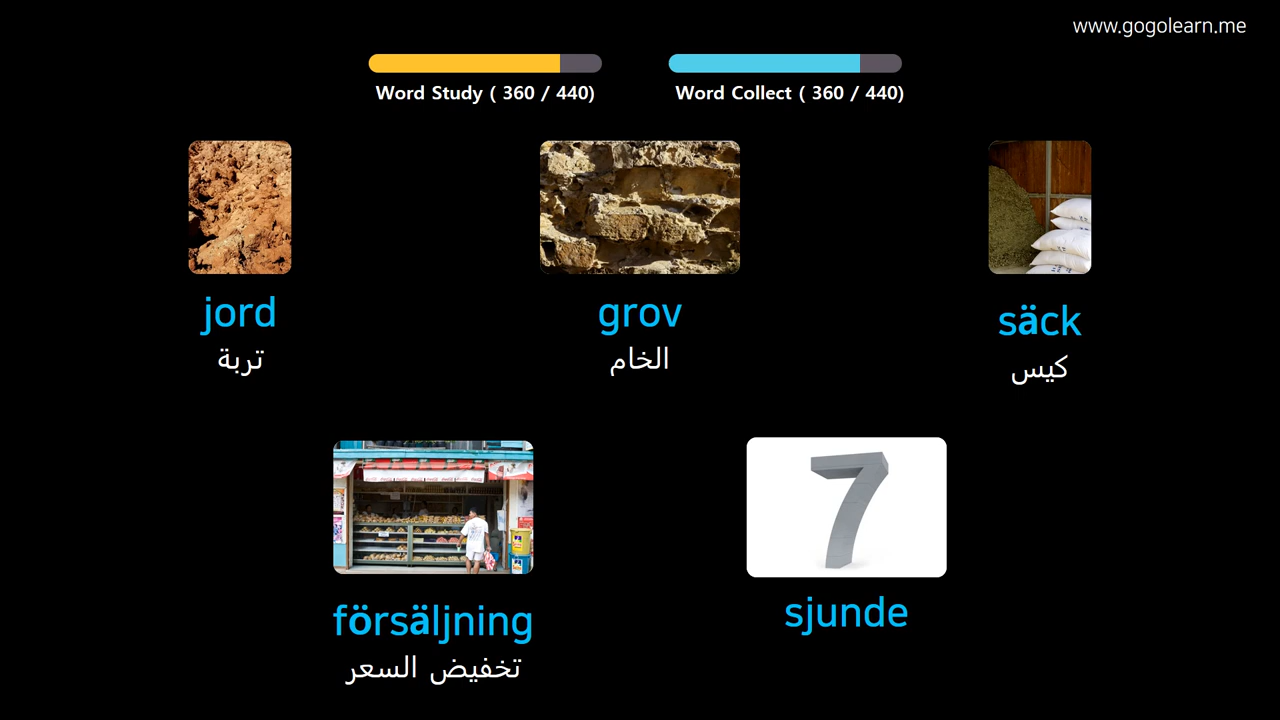 www.gogolearn.me
Word Study ( 360 / 440)
Word Collect ( 360 / 440)
jord
تربة
grov
الخام
säck
كيس
försäljning
تخفيض السعر
7
sjunde